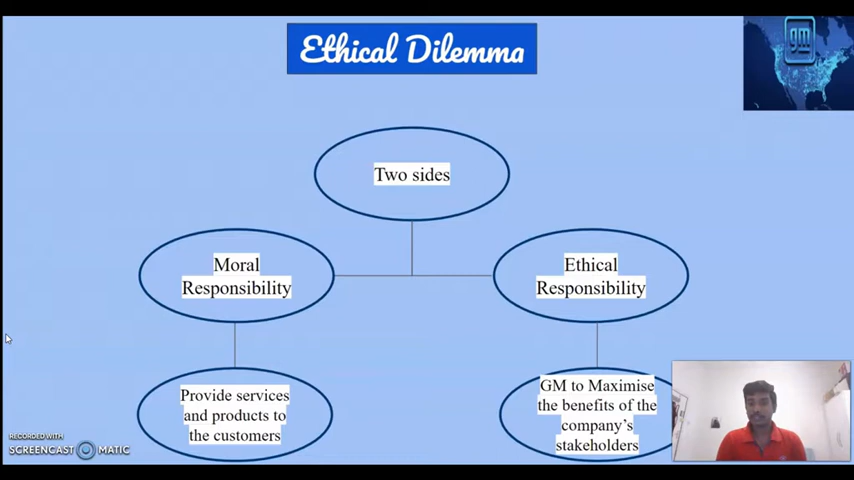 Ethical Dilemma
gm
Two sides
Moral
Responsibility
Ethical
Responsibility
Provide services
and products to
the customers
GM to Maximise
the benefits of the
company's
stakeholders
RECORDED WITH
SCREENCAST MATIC